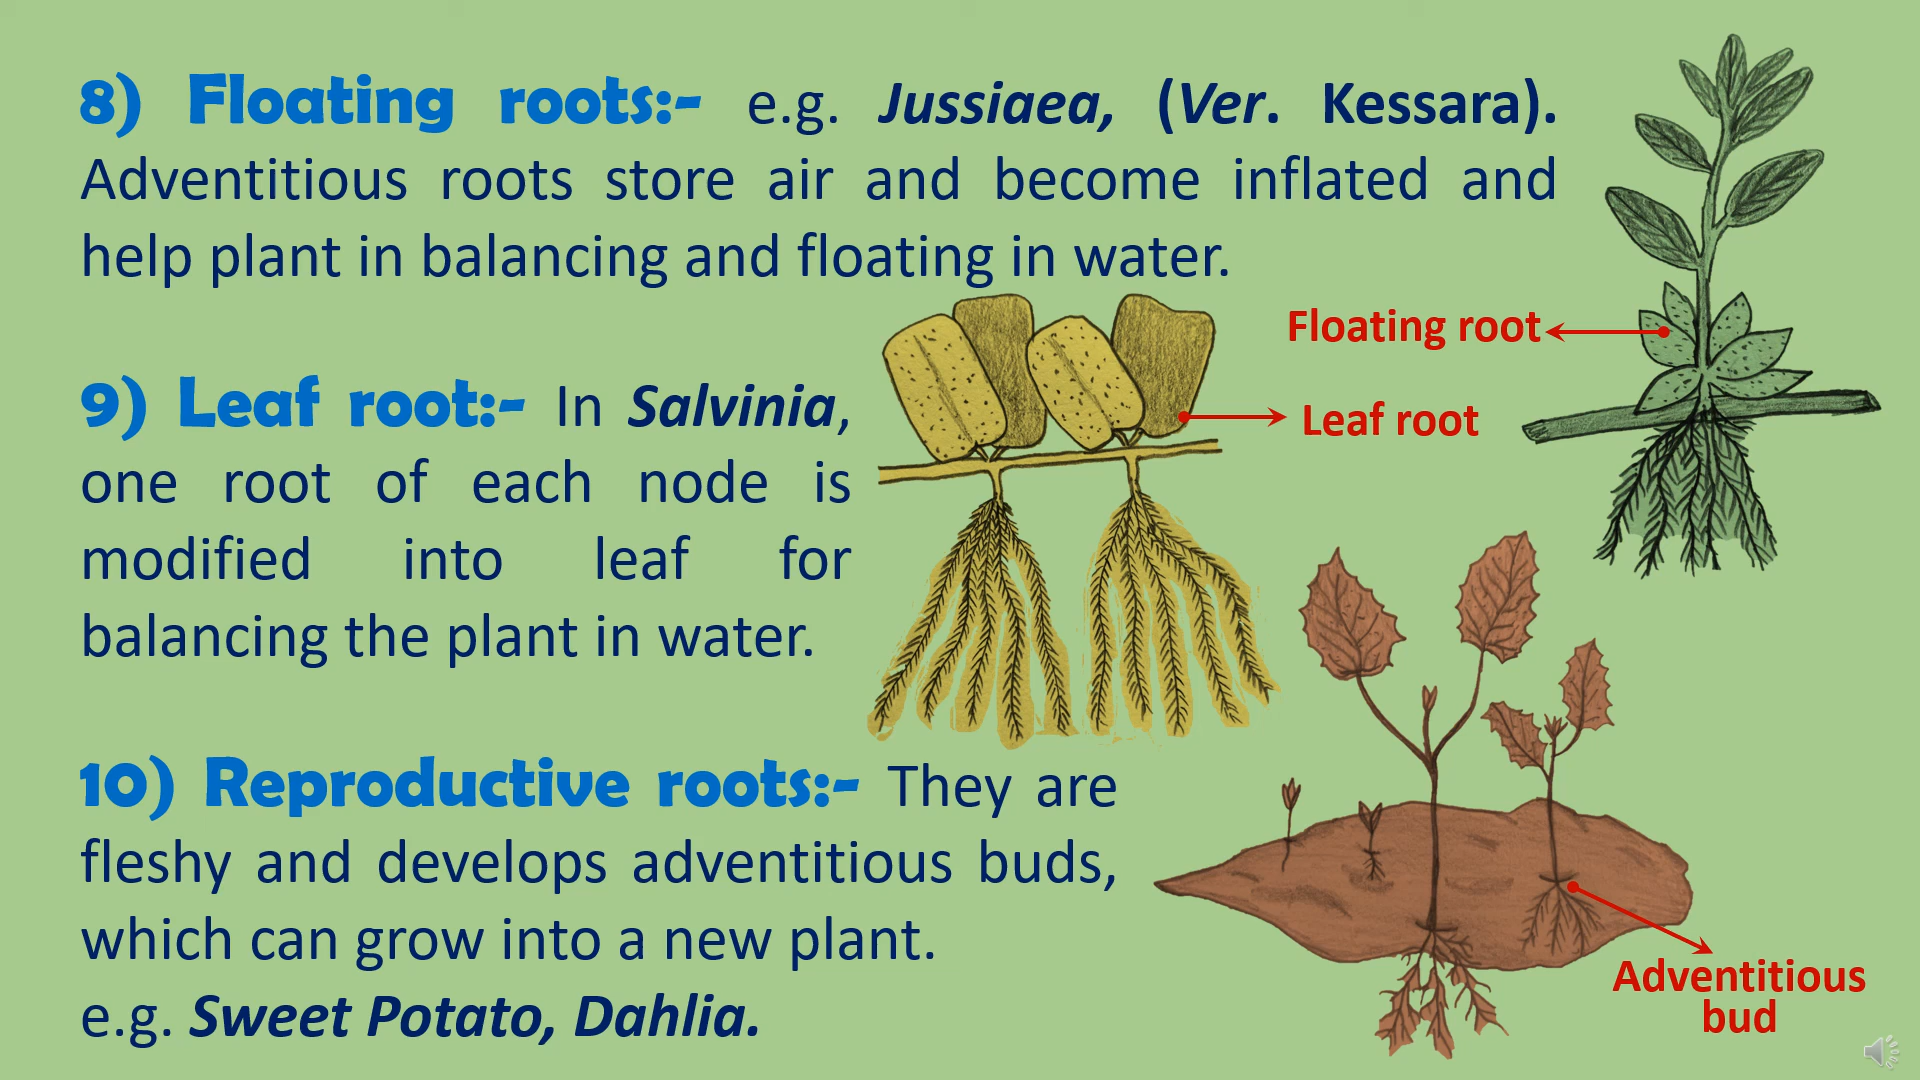 8) Floating roots:- e.g. Jussiaea, (Ver. Kessara).
Adventitious roots store air and become inflated and
help plant in balancing and floating in water.
Floating root
9) Leaf root:- In Salvinia,
Leaf root
one root of each node is
modified into leaf for
balancing the plant in water.
10) Reproductive roots:- They are
fleshy and develops adventitious buds,
which can grow into a new plant.
e.g. Sweet Potato, Dahlia.
Adventitious
bud